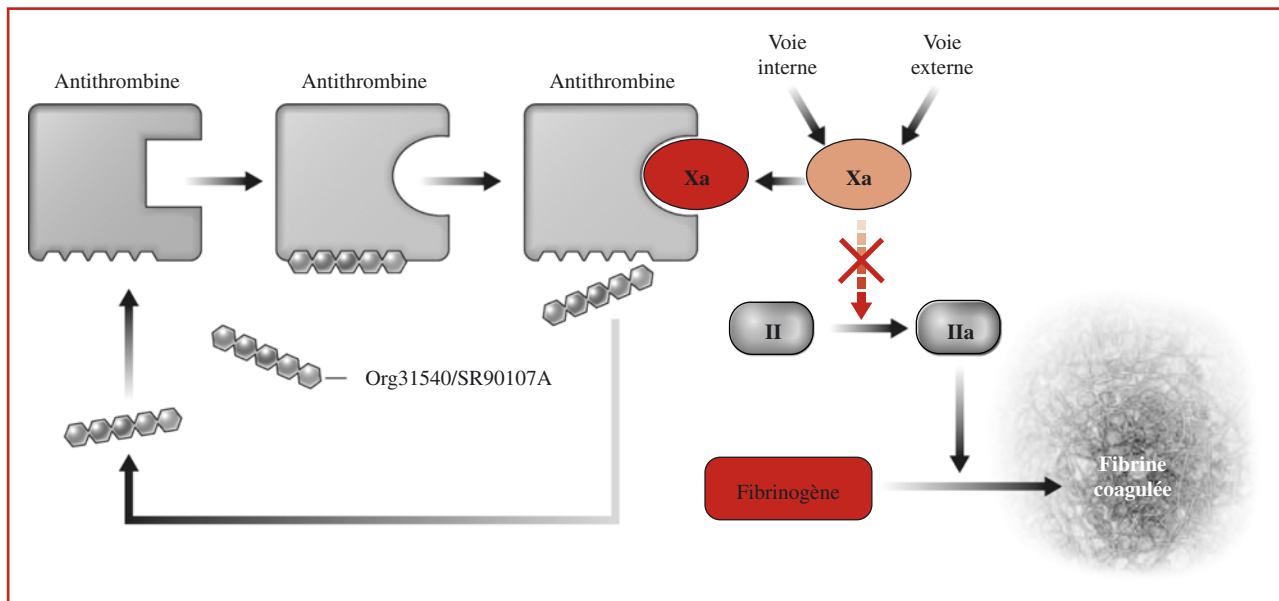 Voie
interne
Voie
externe
Antithrombine
Antithrombine
Antithrombine
Xa
Xa
II
IIa
Org31540/SR90107A
Fibrinogène
Fibrine
coagulée